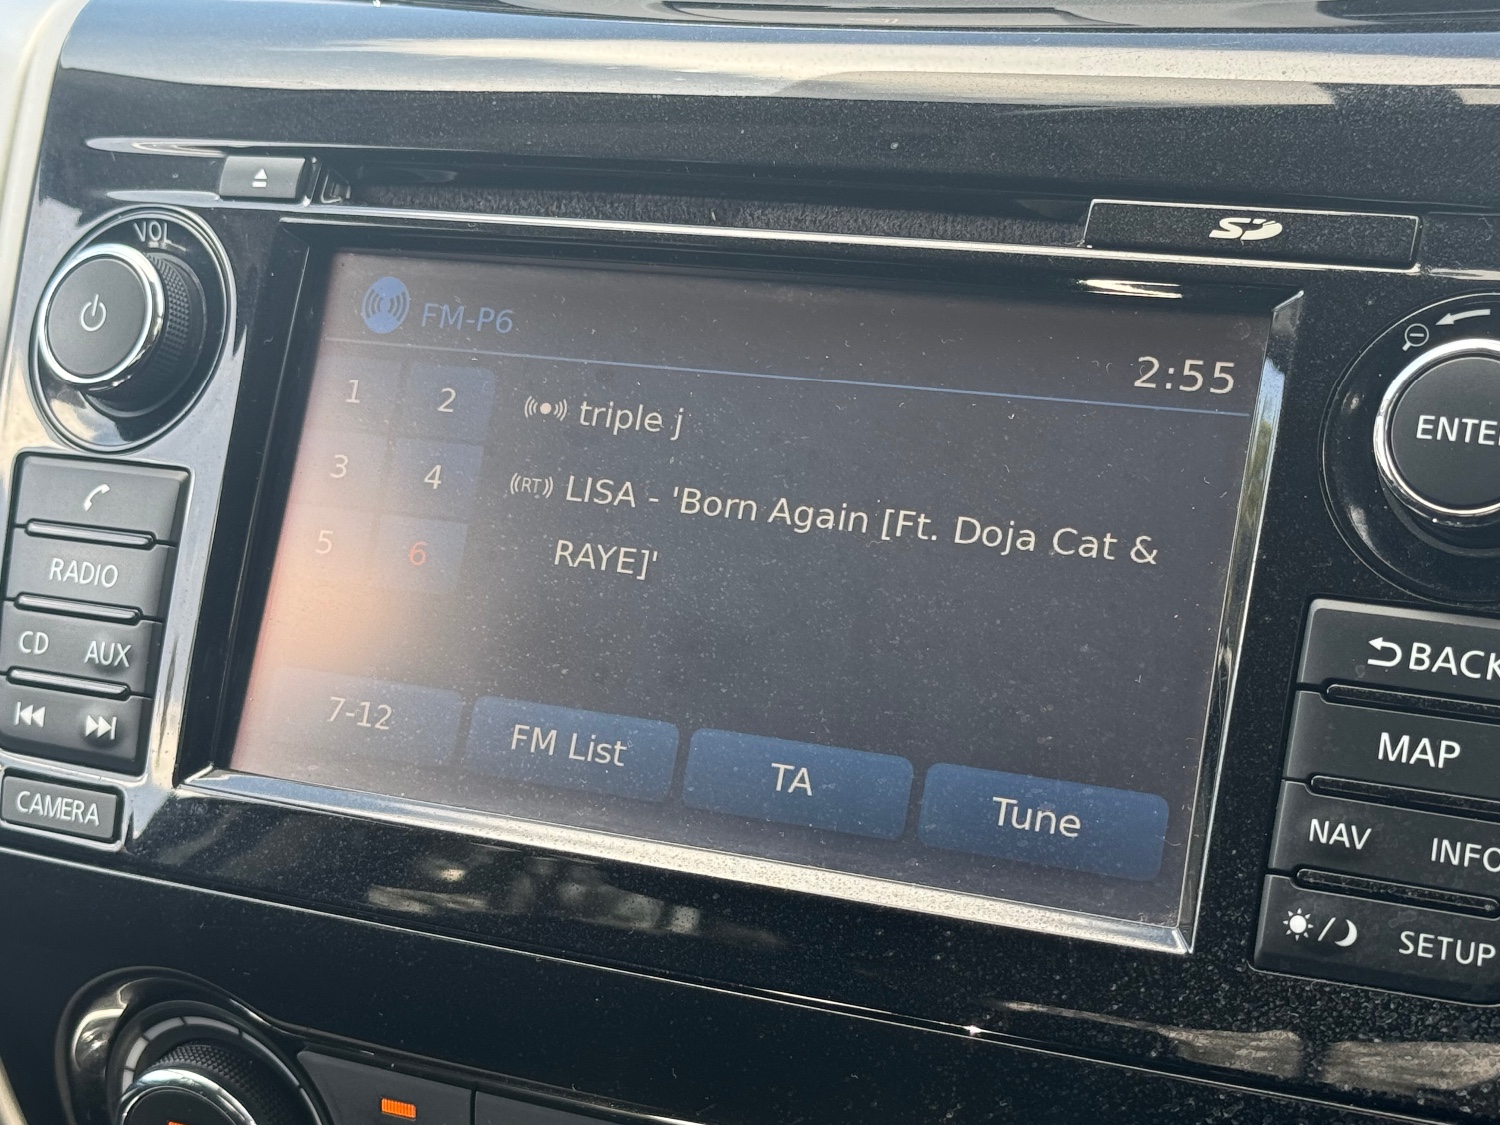 VOL
SD
FM-P6
2:55
1 2
triple j
3 4
(RT) LISA - 'Born Again [Ft. Doja Cat &
RAYE]'
5 6
7-12 FM List TA Tune
RADIO
CD AUX
CAMERA
ENTER
BACK
MAP
NAV INFO
SETUP